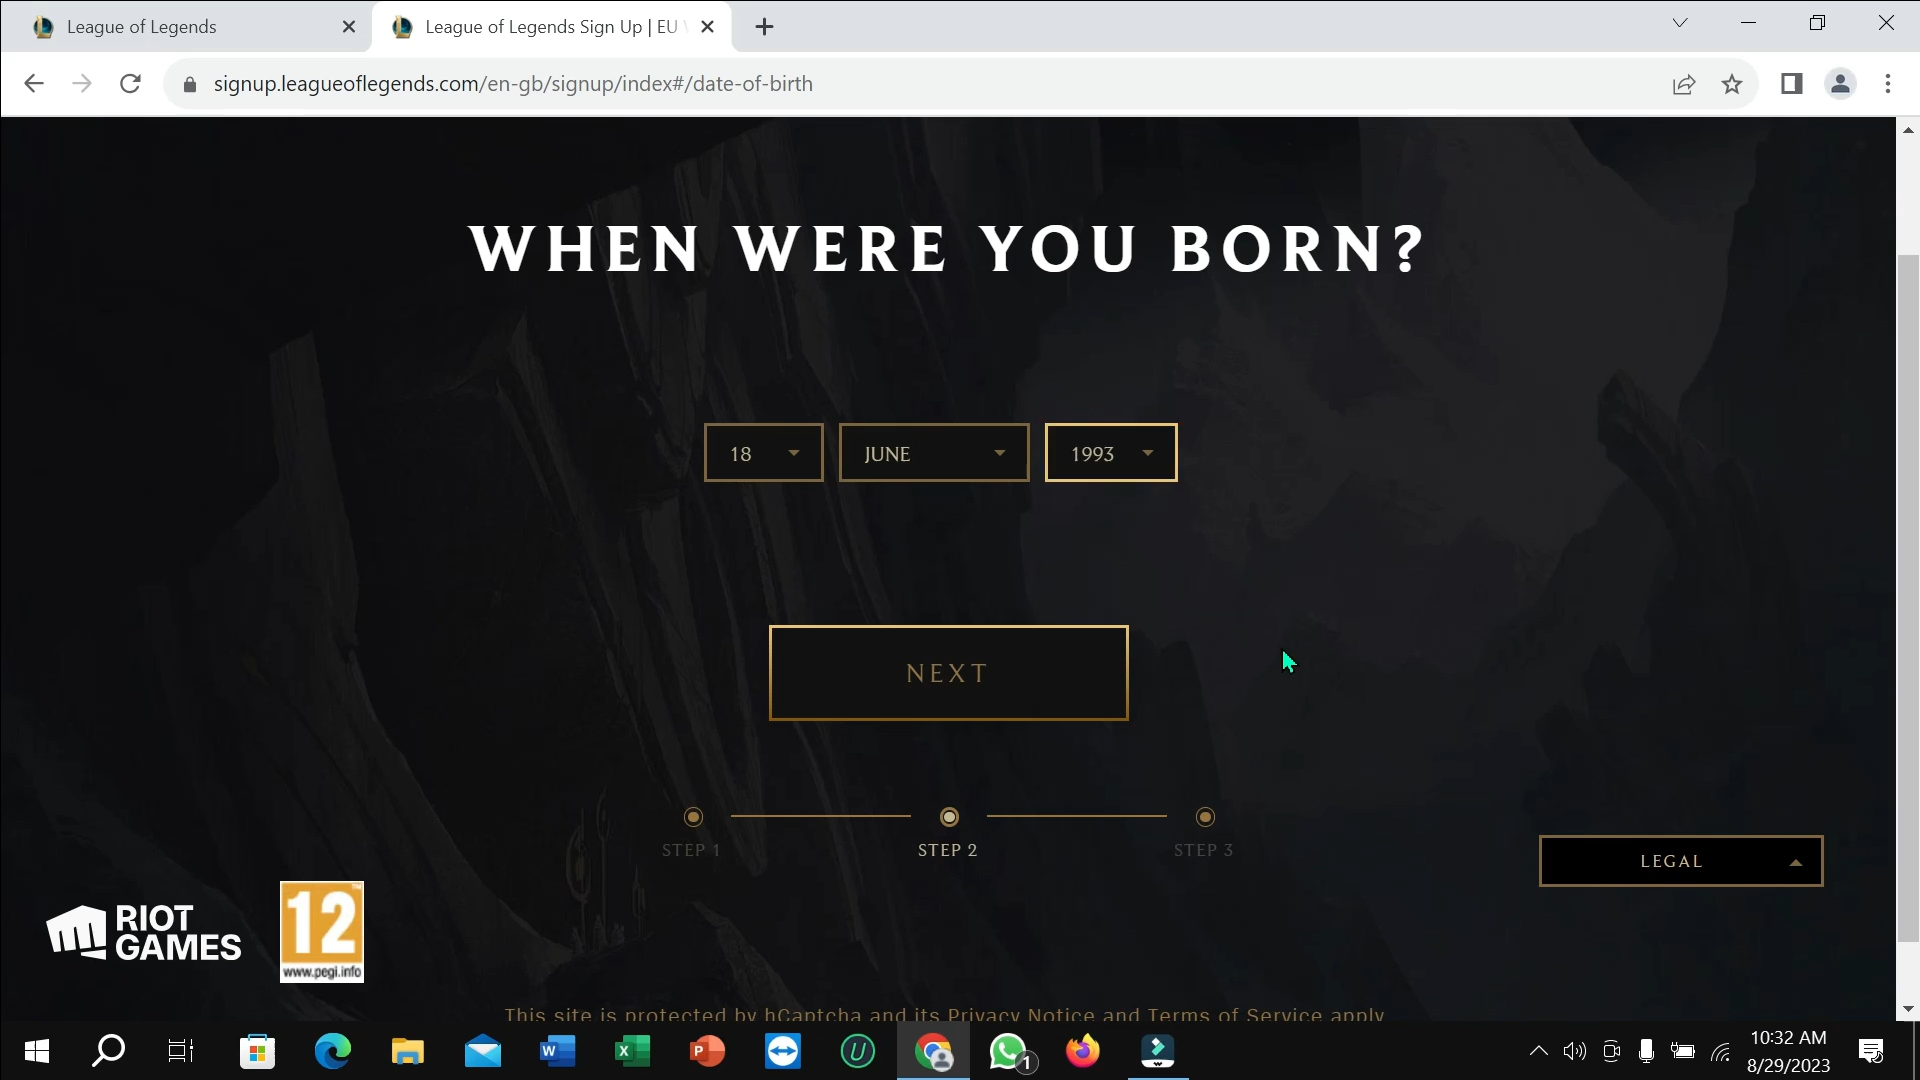 League of Legends
League of Legends Sign Up | EU
signup.leagueoflegends.com/en-gb/signup/index#/date-of-birth
WHEN WERE YOU BORN?
18
JUNE
1993
NEXT
STEP 1
STEP 2
STEP 3
LEGAL
RIOT
GAMES
12
www.pegi.info
This site is protected by hCaptcha and its Privacy Notice and Terms of Service apply
1
10:32 AM
8/29/2023